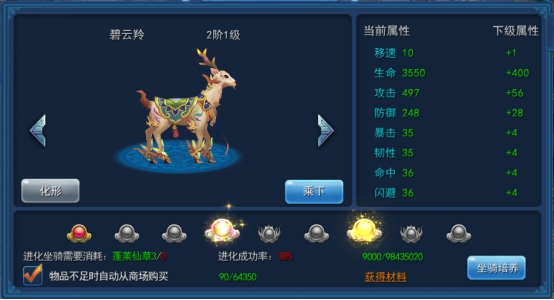 碧云羚 2阶1级
当前属性 下级属性
移速 10 +1
生命 3550 +400
攻击 497 +56
防御 248 +28
暴击 35 +4
韧性 35 +4
命中 36 +4
闪避 36 +4
化形 乘下
进化坐骑需要消耗：蓬莱仙草3/0 进化成功率：38% 9000/98435020
物品不足时自动从商场购买 90/64350 获得材料
坐骑培养